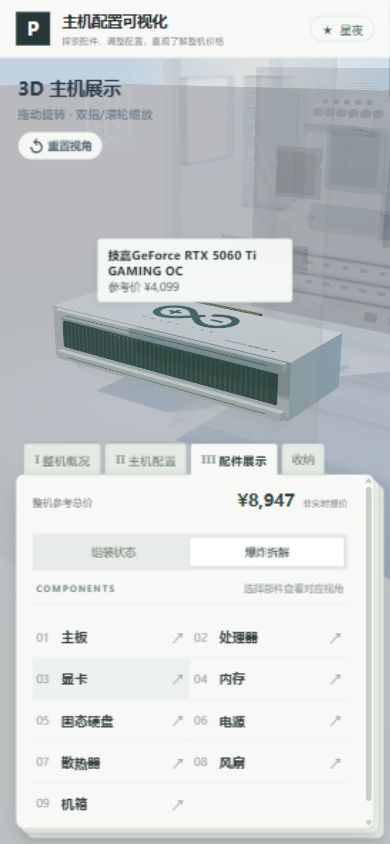 P
主机配置可视化
探索配件、调整配置，直观了解整机价格
★ 星夜
3D 主机展示
拖动旋转 · 双指/滚轮缩放
重置视角
技嘉GeForce RTX 5060 Ti
GAMING OC
参考价 ¥4,099
I 整机概况
II 主机配置
III 配件展示
收纳
整机参考总价
¥8,947 非实时报价
组装状态
爆炸拆解
COMPONENTS
选择部件查看对应视角
01 主板 ↗
02 处理器 ↗
03 显卡 ↗
04 内存 ↗
05 固态硬盘 ↗
06 电源 ↗
07 散热器 ↗
08 风扇 ↗
09 机箱 ↗